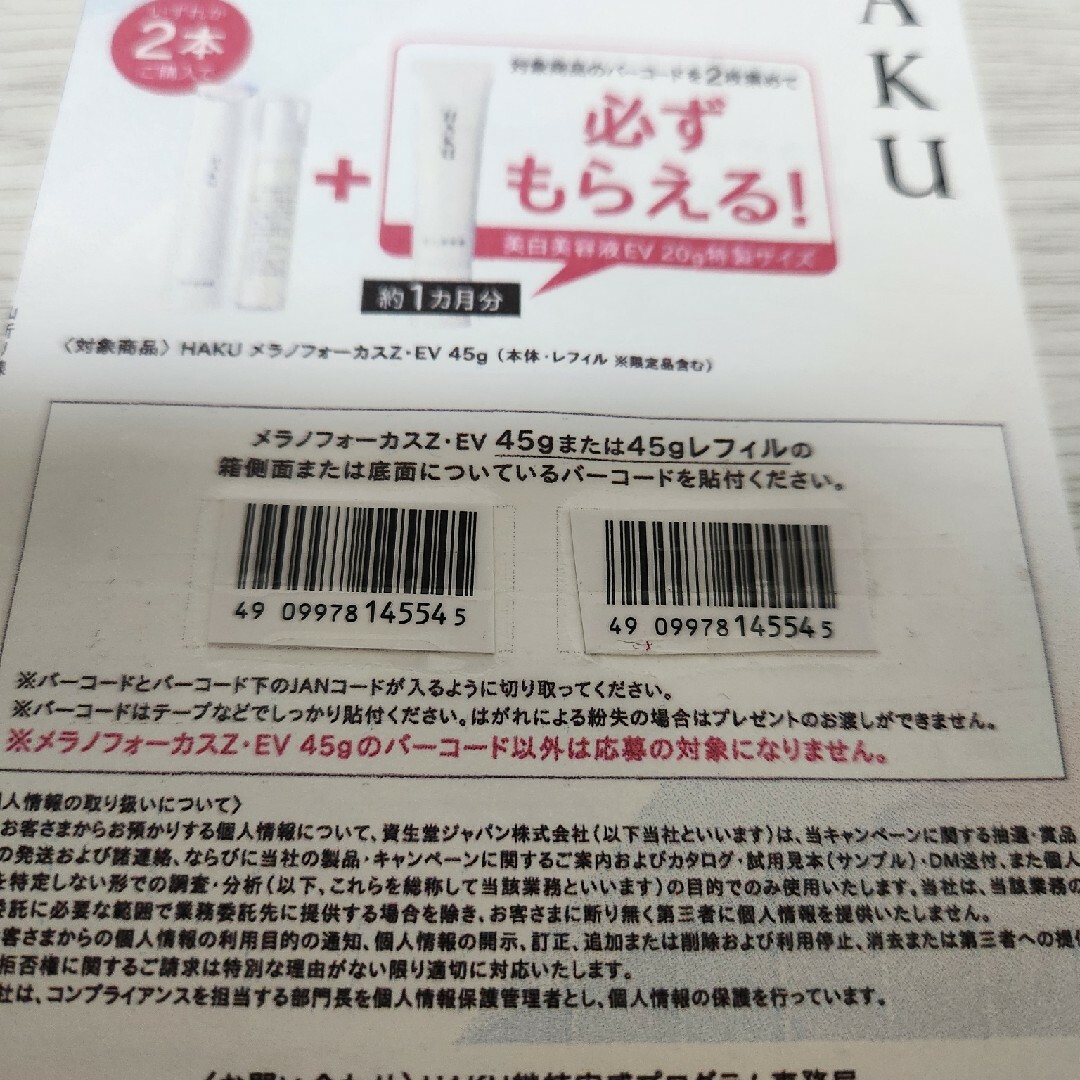 AKU
いずれか
2本
ご購入で
+
対象商品のバーコードを2枚集めて
必ず
もらえる!
美白美容液EV 20g特製サイズ
約1カ月分
HAKU
〈対象商品〉HAKU メラノフォーカスZ・EV 45g(本体・レフィル ※限定品含む)
メラノフォーカスZ・EV 45gまたは45gレフィルの
箱側面または底面についているバーコードを貼付ください。
49 09978 14554 5
49 09978 14554 5
※バーコードとバーコード下のJANコードが入るように切り取ってください。
※バーコードはテープなどでしっかり貼付ください。はがれによる紛失の場合はプレゼントのお渡しができません。
※メラノフォーカスZ・EV 45gのバーコード以外は応募の対象になりません。
個人情報の取り扱いについて〉
お客さまからお預かりする個人情報について、資生堂ジャパン株式会社(以下当社といいます)は、当キャンペーンに関する抽選・賞品
の発送および諸連絡、ならびに当社の製品・キャンペーンに関するご案内およびカタログ・試用見本(サンプル)・DM送付、また個人
を特定しない形での調査・分析(以下、これらを総称して当該業務といいます)の目的でのみ使用いたします。当社は、当該業務の
委託に必要な範囲で業務委託先に提供する場合を除き、お客さまに断り無く第三者に個人情報を提供いたしません。
客さまからの個人情報の利用目的の通知、個人情報の開示、訂正、追加または削除および利用停止、消去または第三者への提供
拒否権に関するご請求は特別な理由がない限り適切に対応いたします。
社は、コンプライアンスを担当する部門長を個人情報保護管理者とし、個人情報の保護を行っています。